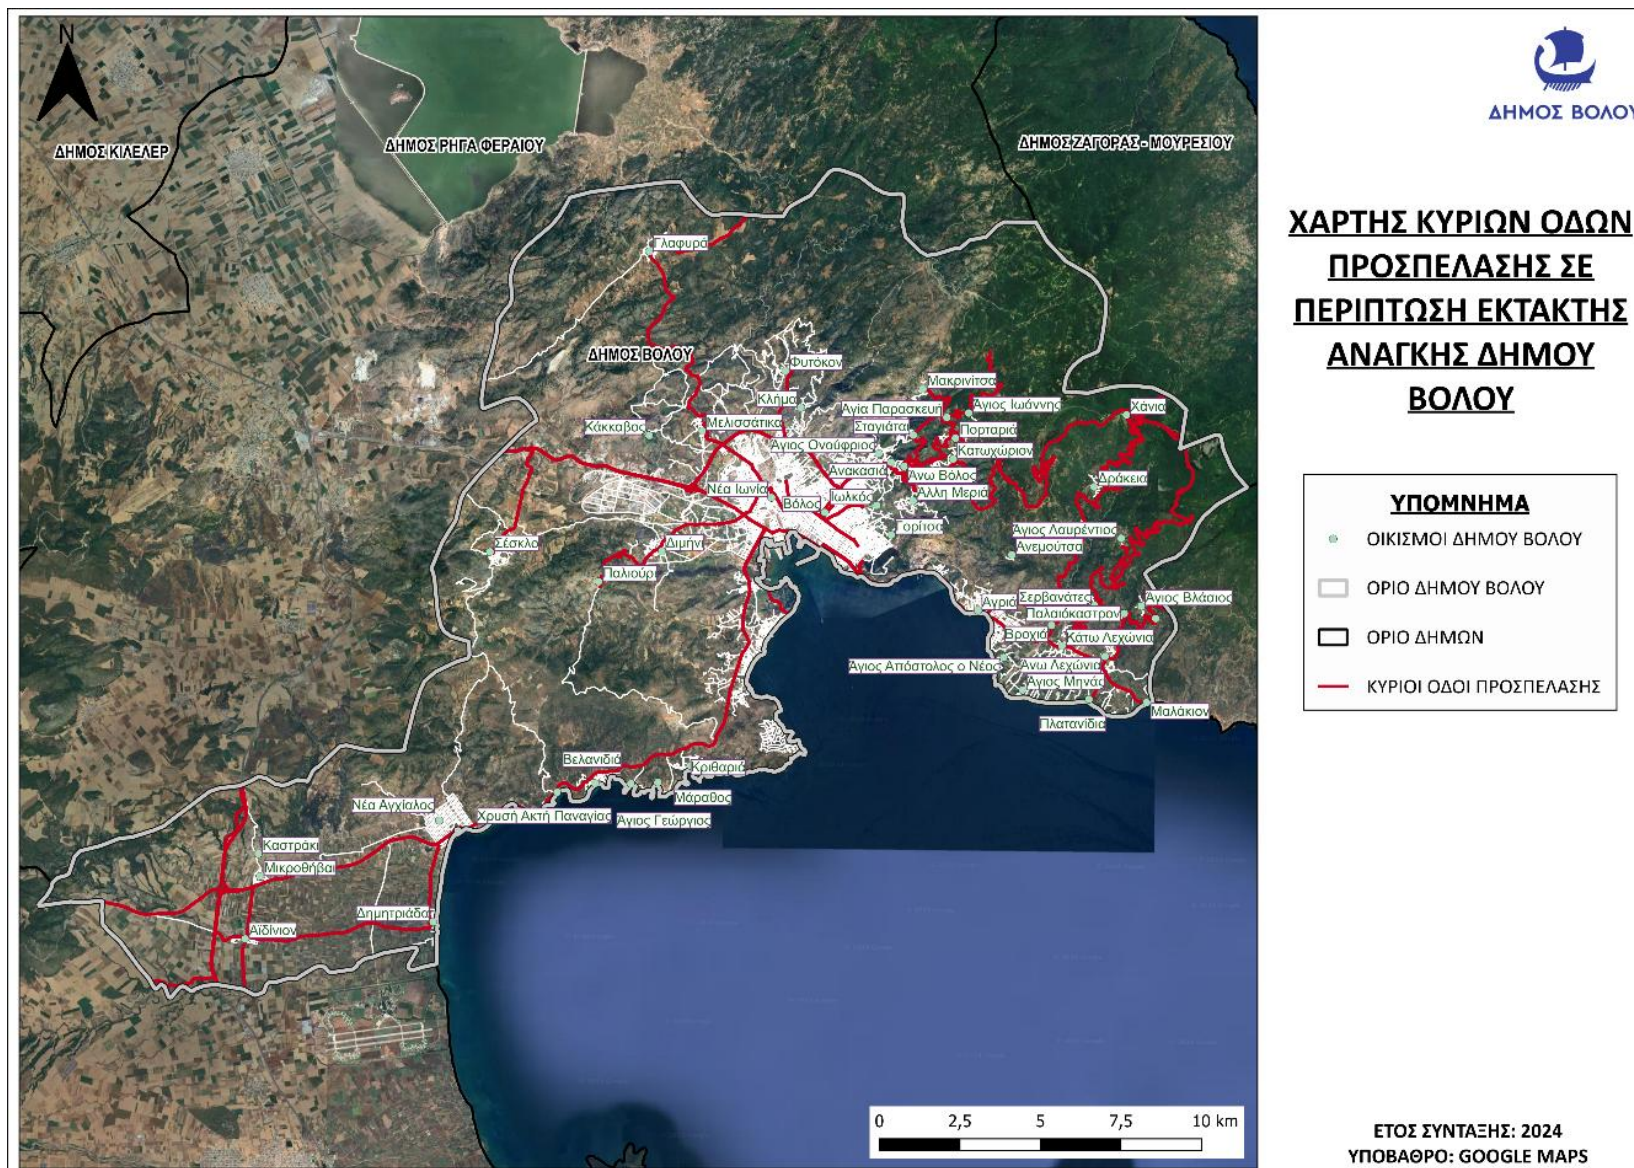 N
ΔΗΜΟΣ ΚΙΛΕΛΕΡ
ΔΗΜΟΣ ΡΗΓΑ ΦΕΡΑΙΟΥ
ΔΗΜΟΣ ΖΑΓΟΡΑΣ - ΜΟΥΡΕΣΙΟΥ
ΔΗΜΟΣ ΒΟΛΟΥ
ΧΑΡΤΗΣ ΚΥΡΙΩΝ ΟΔΩΝ
ΠΡΟΣΠΕΛΑΣΗΣ ΣΕ
ΠΕΡΙΠΤΩΣΗ ΕΚΤΑΚΤΗΣ
ΑΝΑΓΚΗΣ ΔΗΜΟΥ
ΒΟΛΟΥ
Γλαφυρά
ΔΗΜΟΣ ΒΟΛΟΥ
Φυτόκον
Μακρινίτσα
Κλήμα
Αγία Παρασκευή
Άγιος Ιωάννης
Χάνια
Μελισσάτικα
Κάκκαβος
Σταγιάται
Πορταριά
Άγιος Ονούφριος
Κατωχώριον
Ανακασιά
Άνω Βόλος
Δράκεια
Νέα Ιωνία
Βόλος
Ιωλκός
Άλλη Μεριά
Γορίτσα
Άγιος Λαυρέντιος
Σέσκλο
Διμήνι
Ανεμούτσα
Παλιούρι
Σερβανάτες
Άγιος Βλάσιος
Αγριά
Παλαιόκαστρον
Βροχιά
Κάτω Λεχώνια
Άγιος Απόστολος ο Νέος
Άνω Λεχώνια
Άγιος Μηνάς
Πλατανίδια
Μαλάκιον
Βελανιδιά
Κριθαριά
Μάραθος
Νέα Αγχίαλος
Χρυσή Ακτή Παναγίας
Άγιος Γεώργιος
Καστράκι
Μικροθήβαι
Δημητριάδα
Αϊδίνιον
ΥΠΟΜΝΗΜΑ
ΟΙΚΙΣΜΟΙ ΔΗΜΟΥ ΒΟΛΟΥ
ΟΡΙΟ ΔΗΜΟΥ ΒΟΛΟΥ
ΟΡΙΟ ΔΗΜΩΝ
ΚΥΡΙΟΙ ΟΔΟΙ ΠΡΟΣΠΕΛΑΣΗΣ
0 2,5 5 7,5 10 km
ΕΤΟΣ ΣΥΝΤΑΞΗΣ: 2024
ΥΠΟΒΑΘΡΟ: GOOGLE MAPS